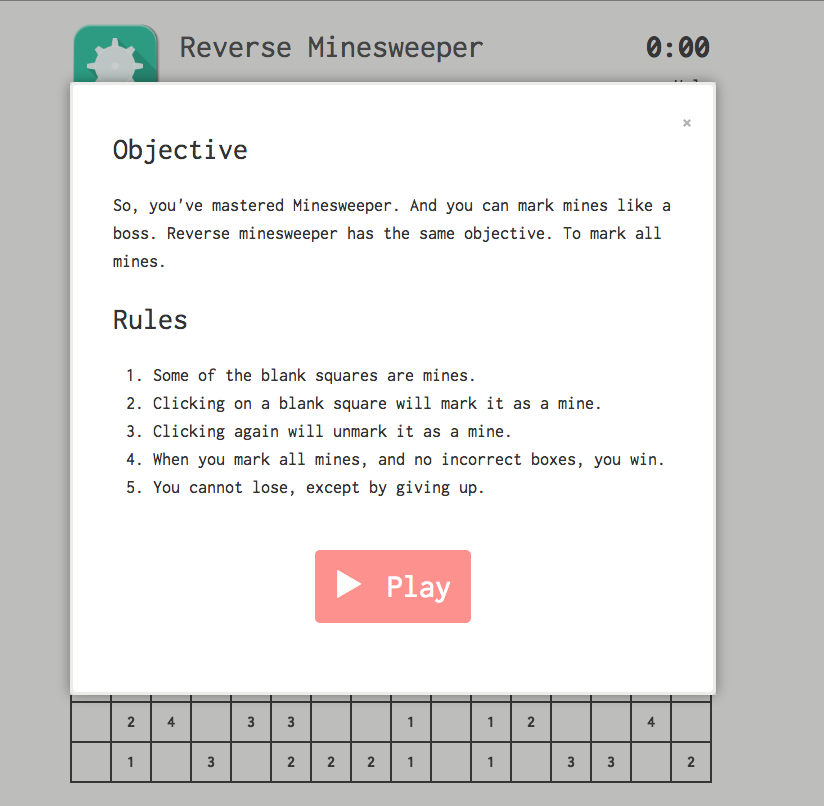 Reverse Minesweeper
0:00
×
Objective
So, you've mastered Minesweeper. And you can mark mines like a
boss. Reverse minesweeper has the same objective. To mark all
mines.
Rules
1. Some of the blank squares are mines.
2. Clicking on a blank square will mark it as a mine.
3. Clicking again will unmark it as a mine.
4. When you mark all mines, and no incorrect boxes, you win.
5. You cannot lose, except by giving up.
Play
2 4 3 3 1 1 2 4
1 3 2 2 2 1 1 3 3 2